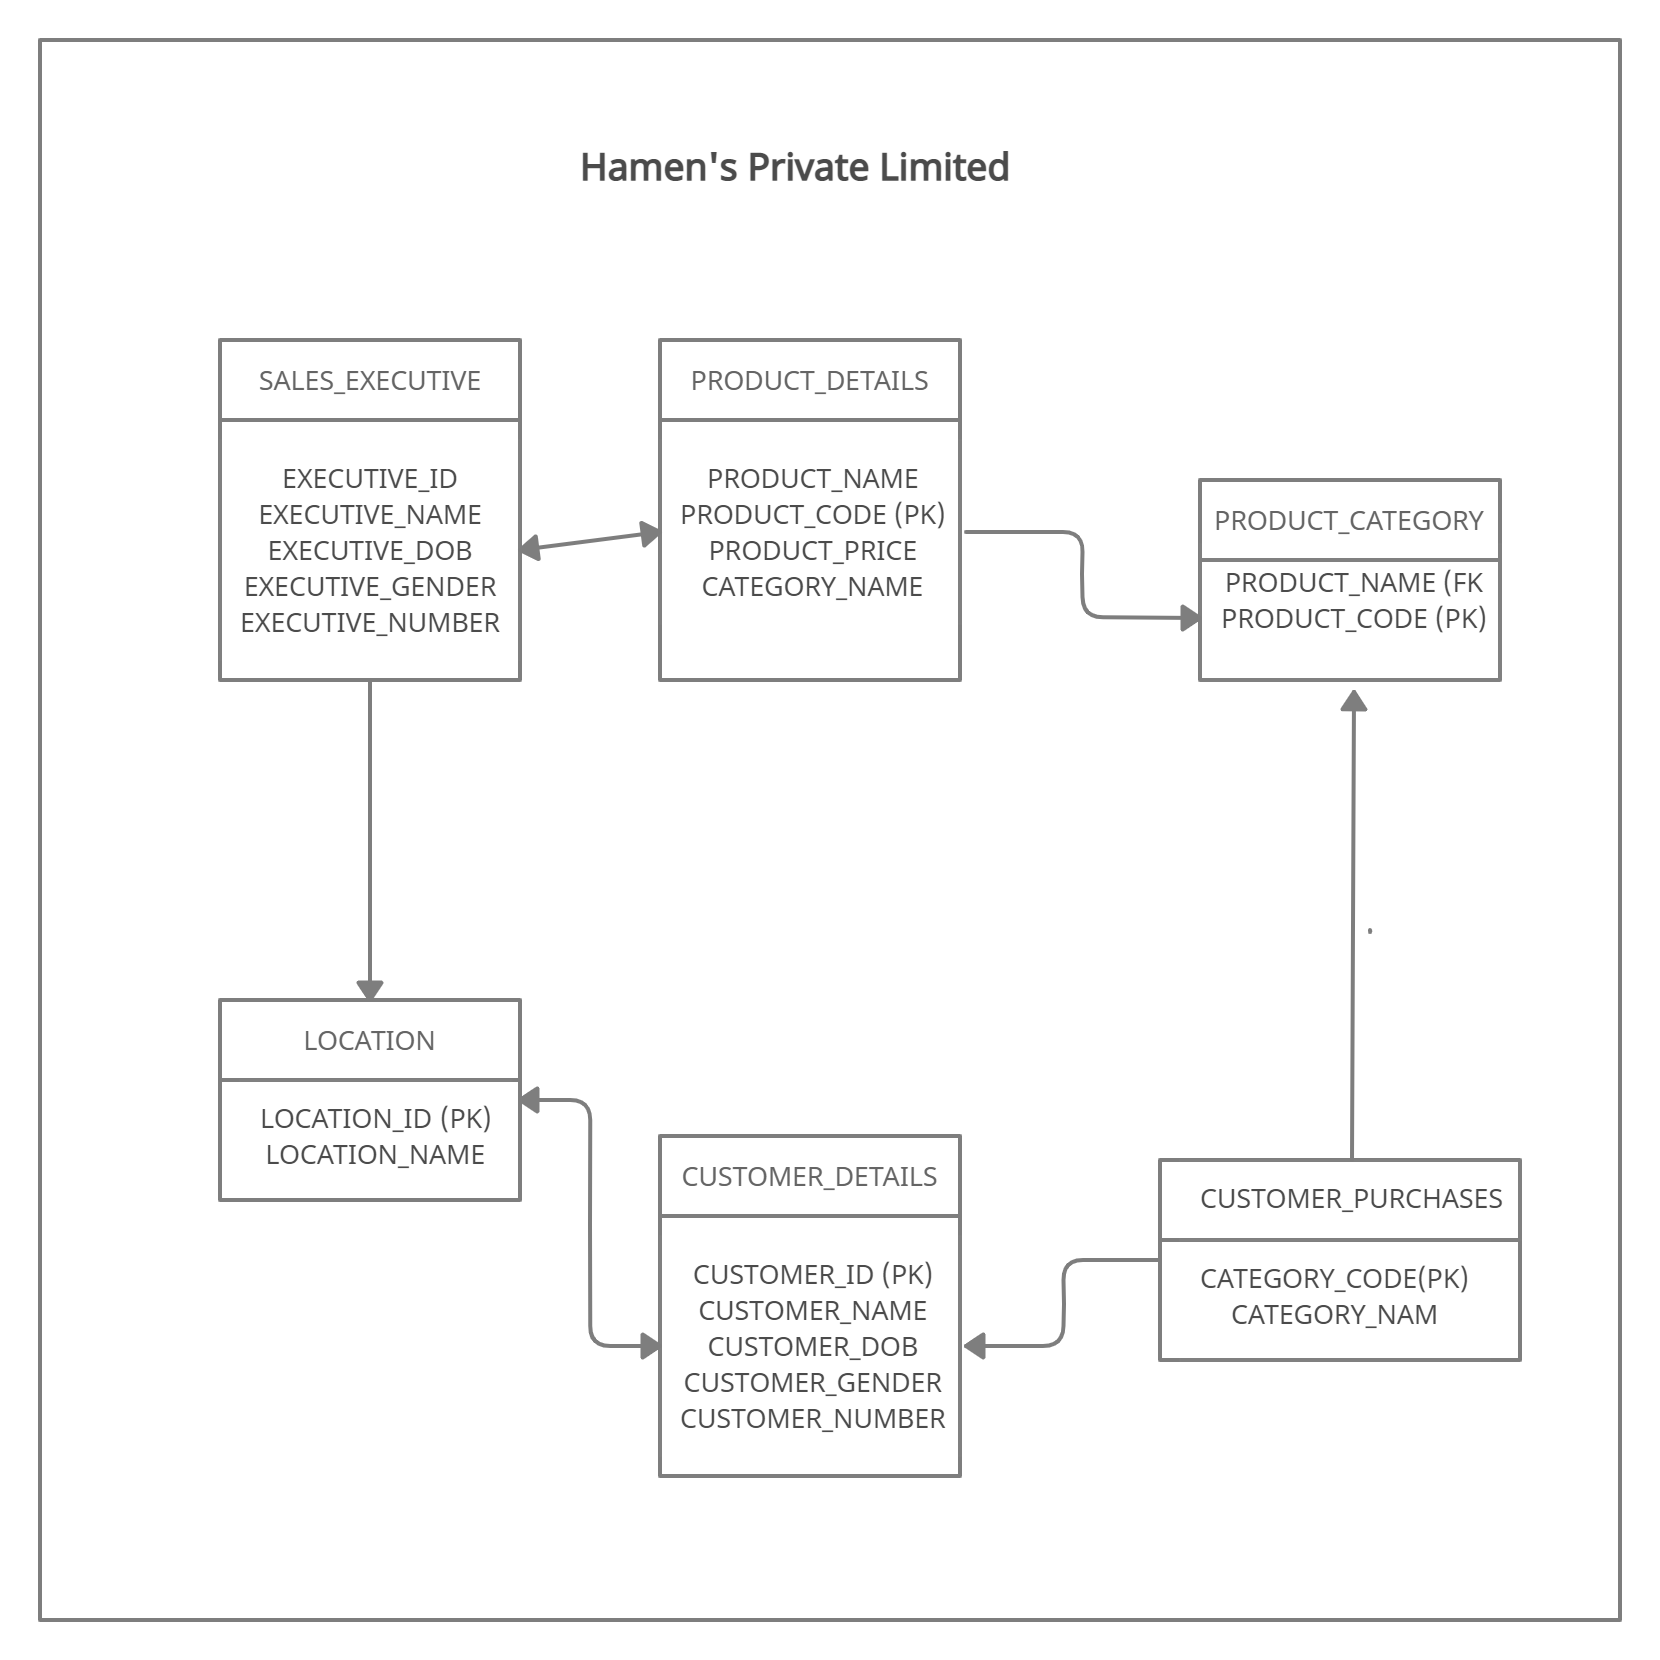 Hamen's Private Limited
SALES_EXECUTIVE
EXECUTIVE_ID
EXECUTIVE_NAME
EXECUTIVE_DOB
EXECUTIVE_GENDER
EXECUTIVE_NUMBER
PRODUCT_DETAILS
PRODUCT_NAME
PRODUCT_CODE (PK)
PRODUCT_PRICE
CATEGORY_NAME
PRODUCT_CATEGORY
PRODUCT_NAME (FK
PRODUCT_CODE (PK)
LOCATION
LOCATION_ID (PK)
LOCATION_NAME
CUSTOMER_DETAILS
CUSTOMER_ID (PK)
CUSTOMER_NAME
CUSTOMER_DOB
CUSTOMER_GENDER
CUSTOMER_NUMBER
CUSTOMER_PURCHASES
CATEGORY_CODE(PK)
CATEGORY_NAM